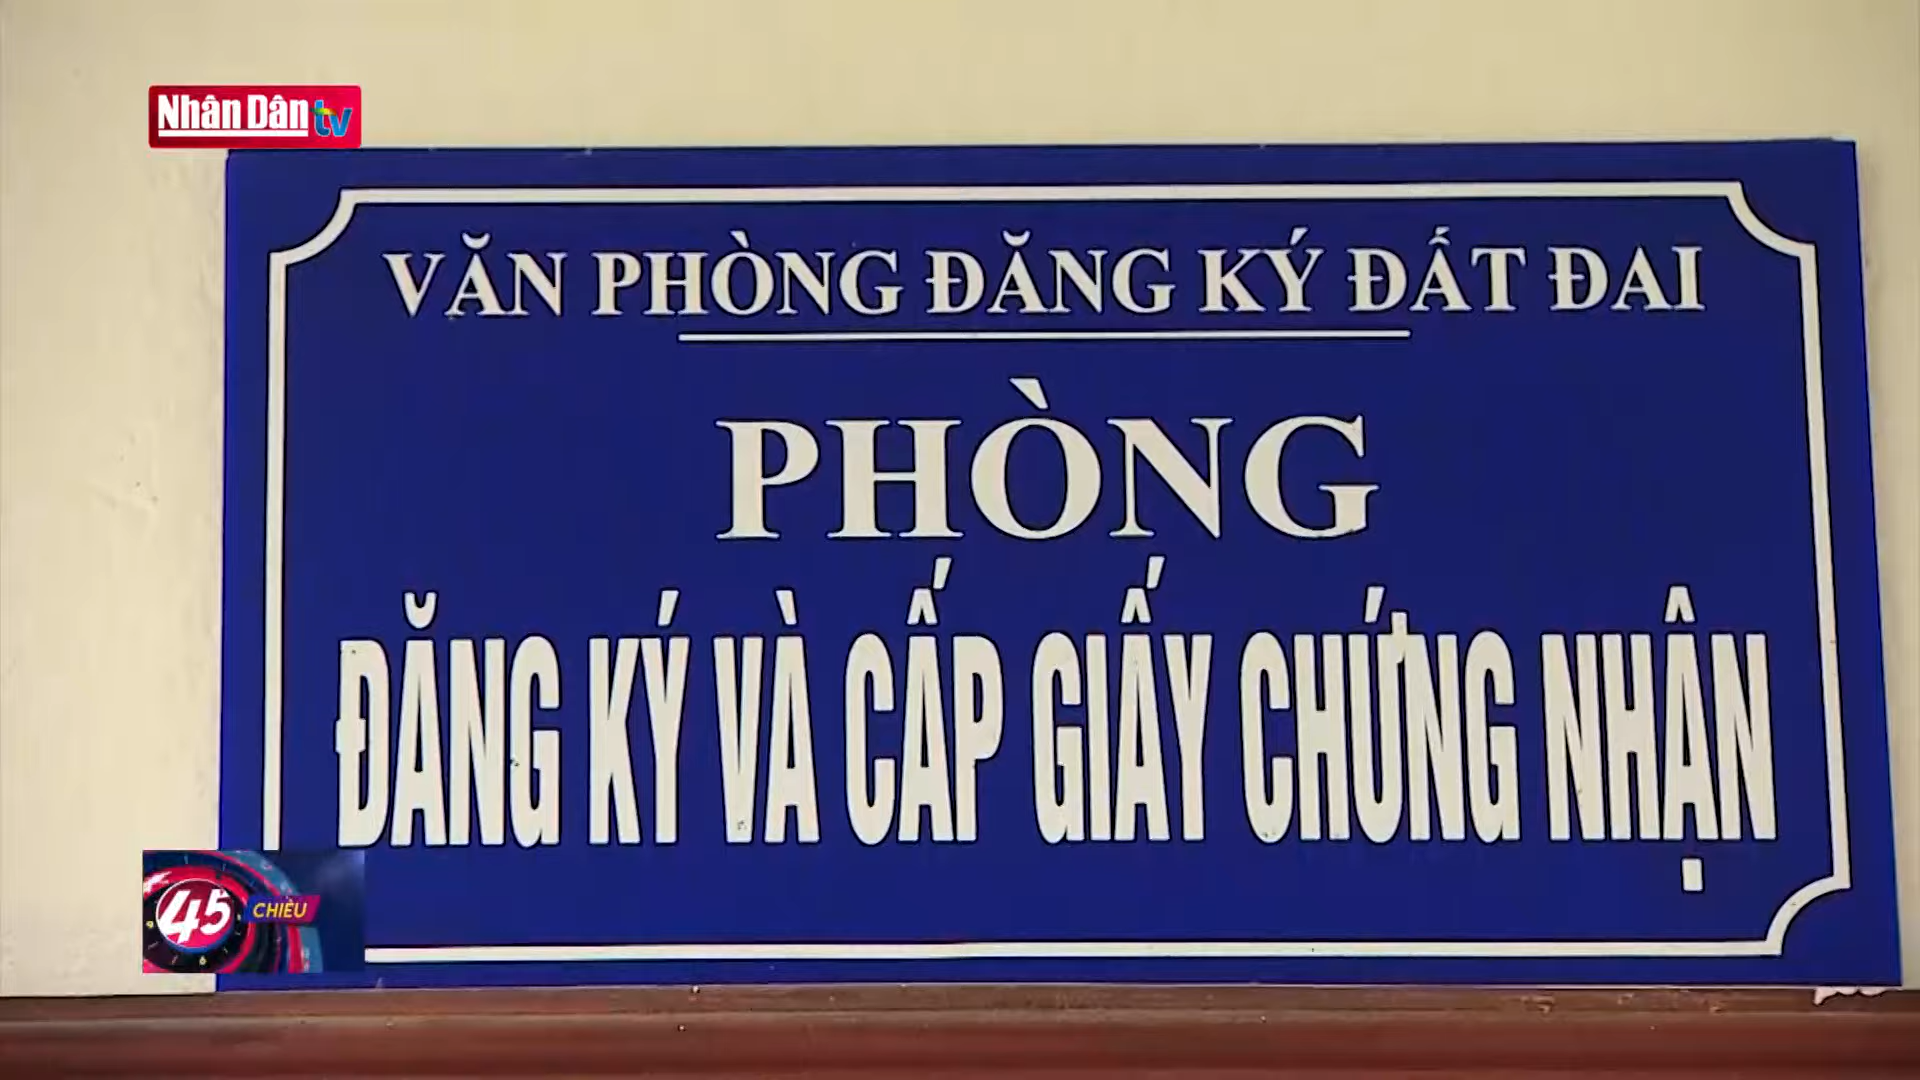 Nhân Dân tv
VĂN PHÒNG ĐĂNG KÝ ĐẤT ĐAI
PHÒNG
ĐĂNG KÝ VÀ CẤP GIẤY CHỨNG NHẬN
45 CHIỀU